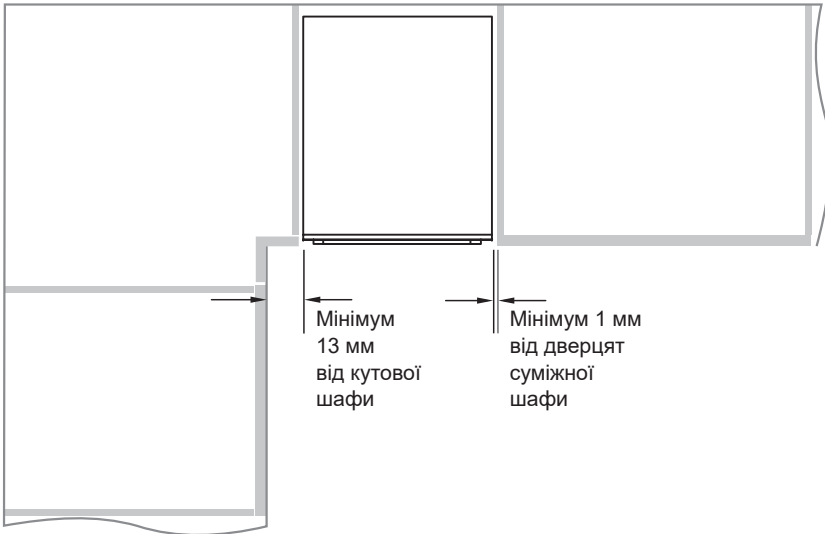 Мінімум
13 мм
від кутової
шафи
Мінімум 1 мм
від дверцят
суміжної
шафи